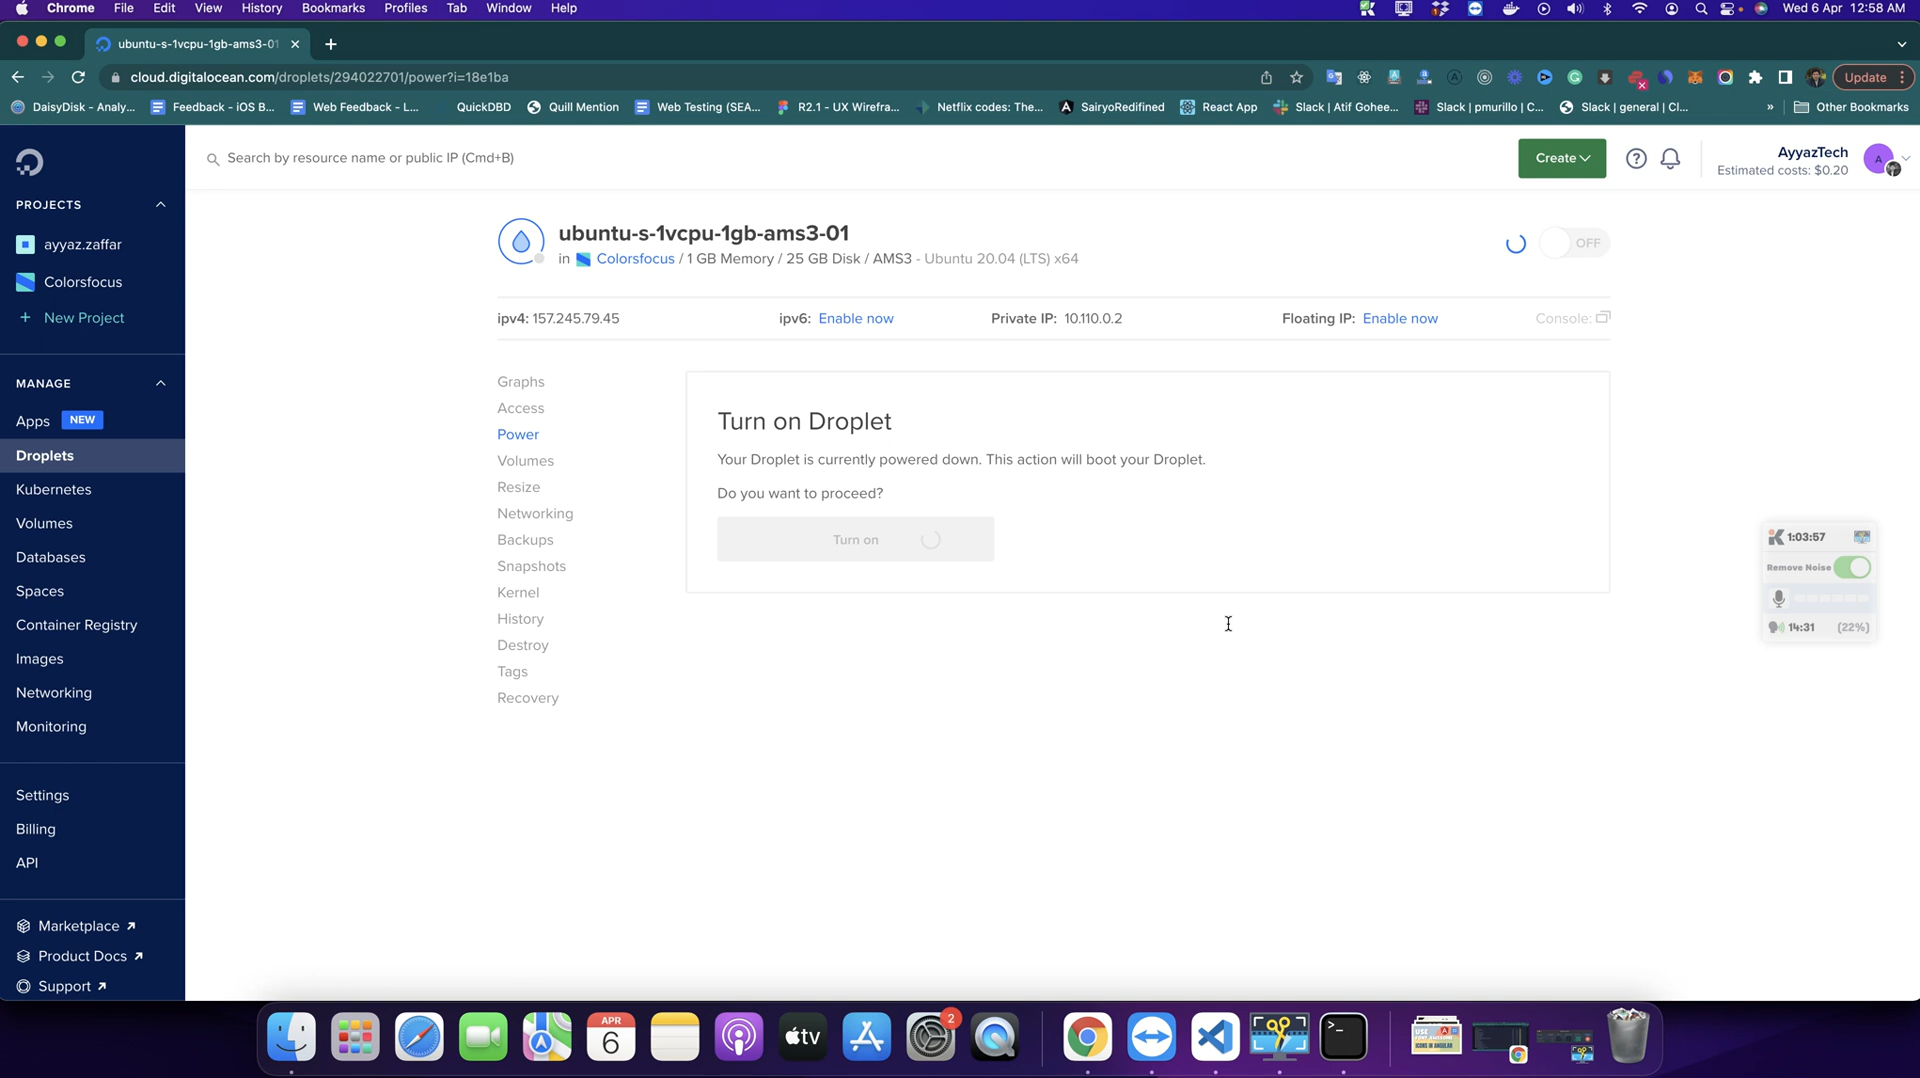 Chrome File Edit View History Bookmarks Profiles Tab Window Help Wed 6 Apr 12:58 AM
ubuntu-s-1vcpu-1gb-ams3-01
cloud.digitalocean.com/droplets/294022701/power?i=18e1ba
Update
DaisyDisk - Analy... Feedback - iOS B... Web Feedback - L... QuickDBD Quill Mention Web Testing (SEA... R2.1 - UX Wirefra... Netflix codes: The... SairyoRedifined React App Slack | Atif Gohee... Slack | pmurillo | C... Slack | general | Cl... » Other Bookmarks
Search by resource name or public IP (Cmd+B)
Create
AyyazTech
Estimated costs: $0.20
A
PROJECTS
ayyaz.zaffar
Colorsfocus
+ New Project
MANAGE
Apps NEW
Droplets
Kubernetes
Volumes
Databases
Spaces
Container Registry
Images
Networking
Monitoring
Settings
Billing
API
Marketplace
Product Docs
Support
ubuntu-s-1vcpu-1gb-ams3-01
in Colorsfocus / 1 GB Memory / 25 GB Disk / AMS3 - Ubuntu 20.04 (LTS) x64
OFF
ipv4: 157.245.79.45 ipv6: Enable now Private IP: 10.110.0.2 Floating IP: Enable now Console:
Graphs
Access
Power
Volumes
Resize
Networking
Backups
Snapshots
Kernel
History
Destroy
Tags
Recovery
Turn on Droplet
Your Droplet is currently powered down. This action will boot your Droplet.
Do you want to proceed?
Turn on
1:03:57
Remove Noise
14:31 (22%)
APR
6
tv
2